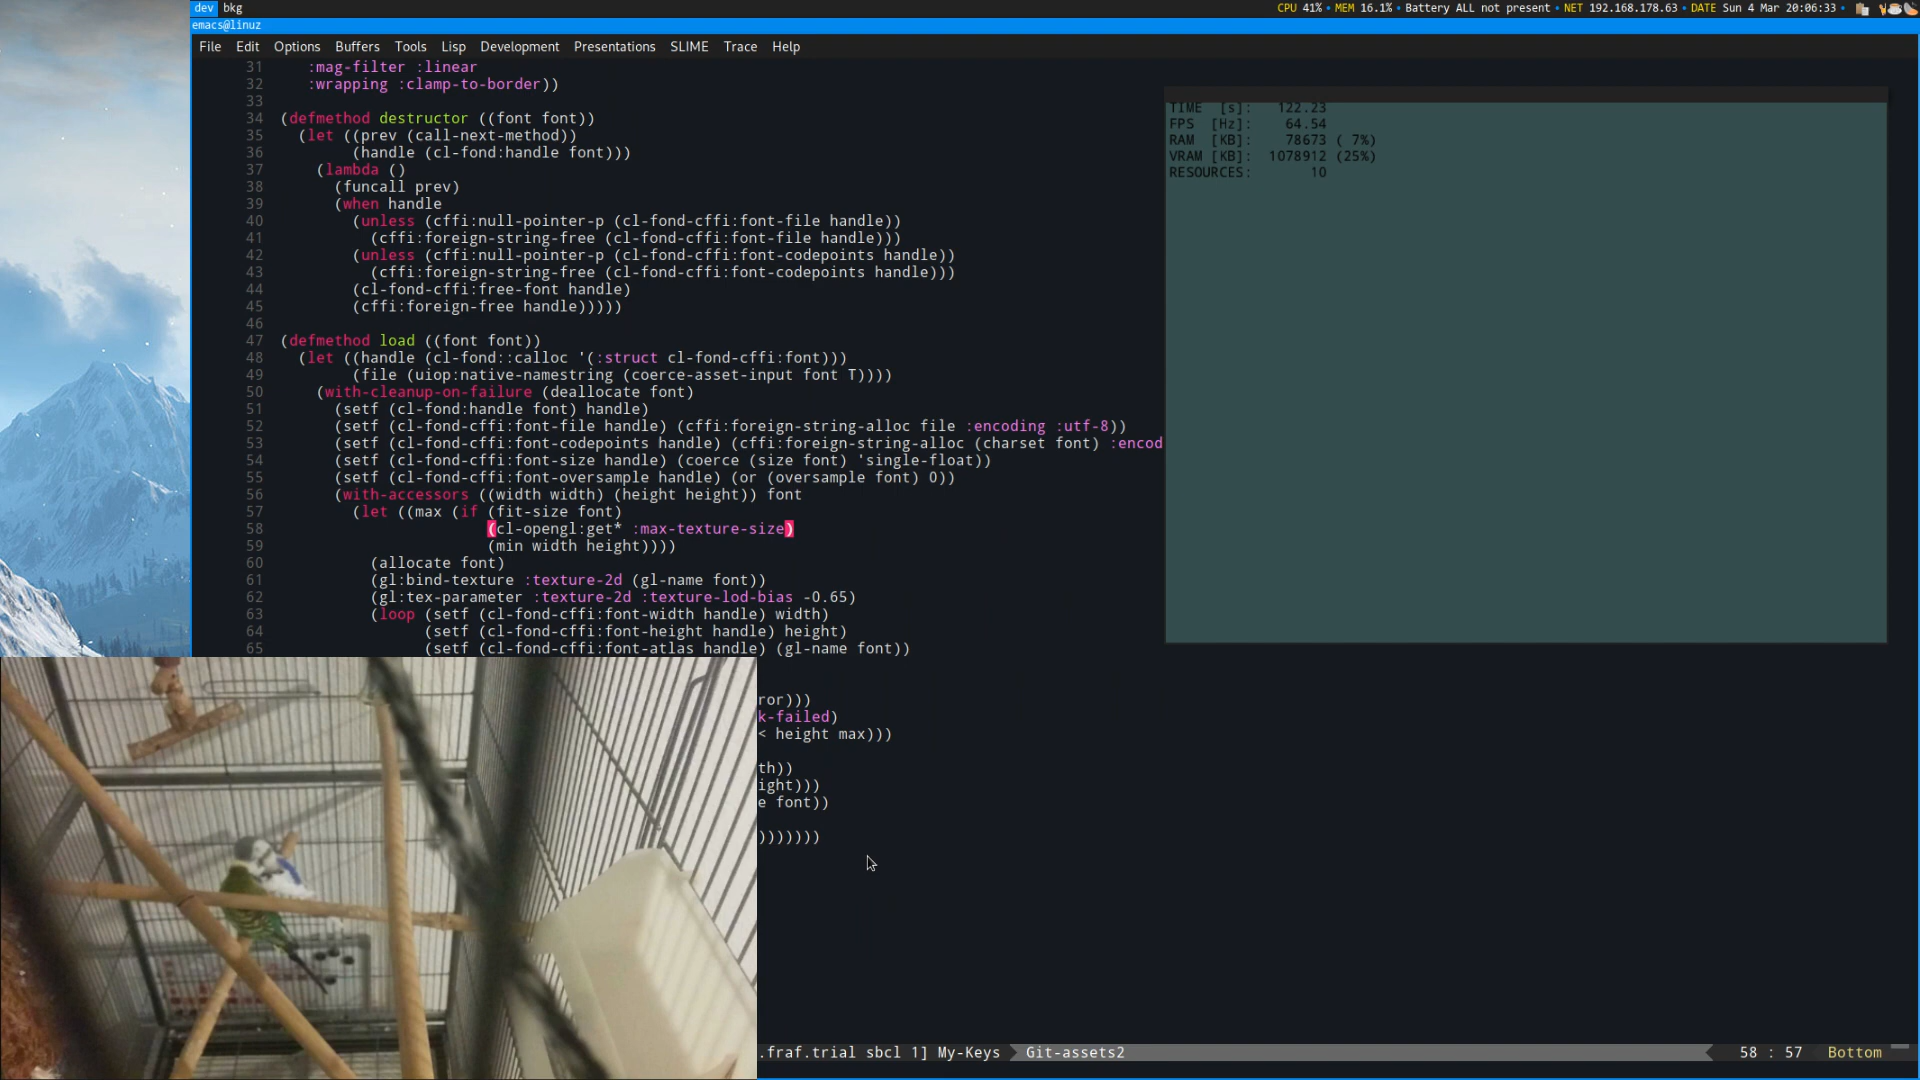 dev bkg
CPU 41% • MEM 16.1% • Battery ALL not present • NET 192.168.178.63 • DATE Sun 4 Mar 20:06:33 •
emacs@linuz
File Edit Options Buffers Tools Lisp Development Presentations SLIME Trace Help
31 :mag-filter :linear
32 :wrapping :clamp-to-border))
33
34 (defmethod destructor ((font font))
35 (let ((prev (call-next-method))
36 (handle (cl-fond:handle font)))
37 (lambda ()
38 (funcall prev)
39 (when handle
40 (unless (cffi:null-pointer-p (cl-fond-cffi:font-file handle))
41 (cffi:foreign-string-free (cl-fond-cffi:font-file handle)))
42 (unless (cffi:null-pointer-p (cl-fond-cffi:font-codepoints handle))
43 (cffi:foreign-string-free (cl-fond-cffi:font-codepoints handle)))
44 (cl-fond-cffi:free-font handle)
45 (cffi:foreign-free handle)))))
46
47 (defmethod load ((font font))
48 (let ((handle (cl-fond::calloc '(:struct cl-fond-cffi:font)))
49 (file (uiop:native-namestring (coerce-asset-input font T))))
50 (with-cleanup-on-failure (deallocate font)
51 (setf (cl-fond:handle font) handle)
52 (setf (cl-fond-cffi:font-file handle) (cffi:foreign-string-alloc file :encoding :utf-8))
53 (setf (cl-fond-cffi:font-codepoints handle) (cffi:foreign-string-alloc (charset font) :encod
54 (setf (cl-fond-cffi:font-size handle) (coerce (size font) 'single-float))
55 (setf (cl-fond-cffi:font-oversample handle) (or (oversample font) 0))
56 (with-accessors ((width width) (height height)) font
57 (let ((max (if (fit-size font)
58 (cl-opengl:get* :max-texture-size)
59 (min width height))))
60 (allocate font)
61 (gl:bind-texture :texture-2d (gl-name font))
62 (gl:tex-parameter :texture-2d :texture-lod-bias -0.65)
63 (loop (setf (cl-fond-cffi:font-width handle) width)
64 (setf (cl-fond-cffi:font-height handle) height)
65 (setf (cl-fond-cffi:font-atlas handle) (gl-name font))
ror)))
k-failed)
< height max)))
th))
ight)))
e font))
)))))))
TIME [s]: 122.23
FPS [Hz]: 64.54
RAM [KB]: 78673 ( 7%)
VRAM [KB]: 1078912 (25%)
RESOURCES: 10
.fraf.trial sbcl 1] My-Keys Git-assets2 58 : 57 Bottom